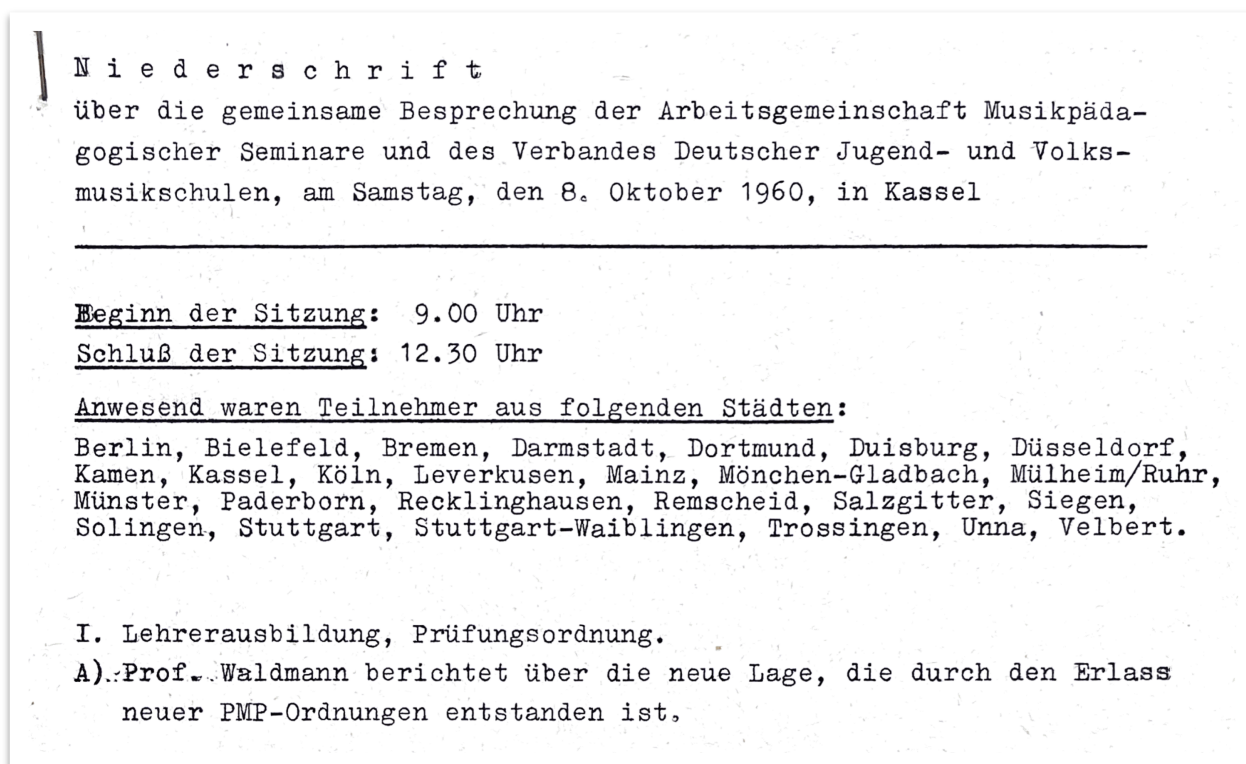 N i e d e r s c h r i f t
über die gemeinsame Besprechung der Arbeitsgemeinschaft Musikpäda-
gogischer Seminare und des Verbandes Deutscher Jugend- und Volks-
musikschulen, am Samstag, den 8. Oktober 1960, in Kassel
Beginn der Sitzung: 9.00 Uhr
Schluß der Sitzung: 12.30 Uhr
Anwesend waren Teilnehmer aus folgenden Städten:
Berlin, Bielefeld, Bremen, Darmstadt, Dortmund, Duisburg, Düsseldorf,
Kamen, Kassel, Köln, Leverkusen, Mainz, Mönchen-Gladbach, Mülheim/Ruhr,
Münster, Paderborn, Recklinghausen, Remscheid, Salzgitter, Siegen,
Solingen, Stuttgart, Stuttgart-Waiblingen, Trossingen, Unna, Velbert.
I. Lehrerausbildung, Prüfungsordnung.
A) Prof. Waldmann berichtet über die neue Lage, die durch den Erlass
neuer PMP-Ordnungen entstanden ist.